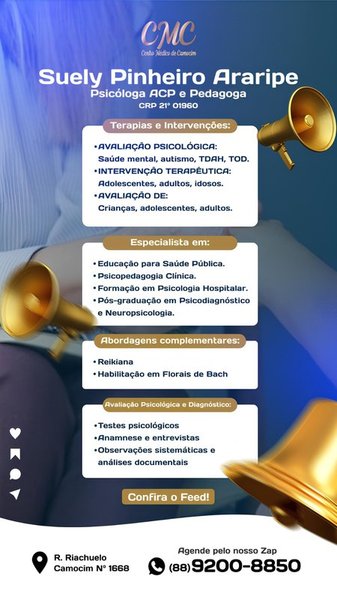 CMC
Centro Médico de Camocim
Suely Pinheiro Araripe
Psicóloga ACP e Pedagoga
CRP 21° 01960
Terapias e Intervenções:
•AVALIAÇÃO PSICOLÓGICA:
Saúde mental, autismo, TDAH, TOD.
•INTERVENÇÃO TERAPÊUTICA:
Adolescentes, adultos, idosos.
•AVALIAÇÃO DE:
Crianças, adolescentes, adultos.
Especialista em:
•Educação para Saúde Pública.
•Psicopedagogia Clínica.
•Formação em Psicologia Hospitalar.
•Pós-graduação em Psicodiagnóstico
e Neuropsicologia.
Abordagens complementares:
•Reikiana
•Habilitação em Florais de Bach
Avaliação Psicológica e Diagnóstico:
•Testes psicológicos
•Anamnese e entrevistas
•Observações sistemáticas e
análises documentais
Confira o Feed!
R. Riachuelo
Camocim N° 1668
Agende pelo nosso Zap
(88)9200-8850